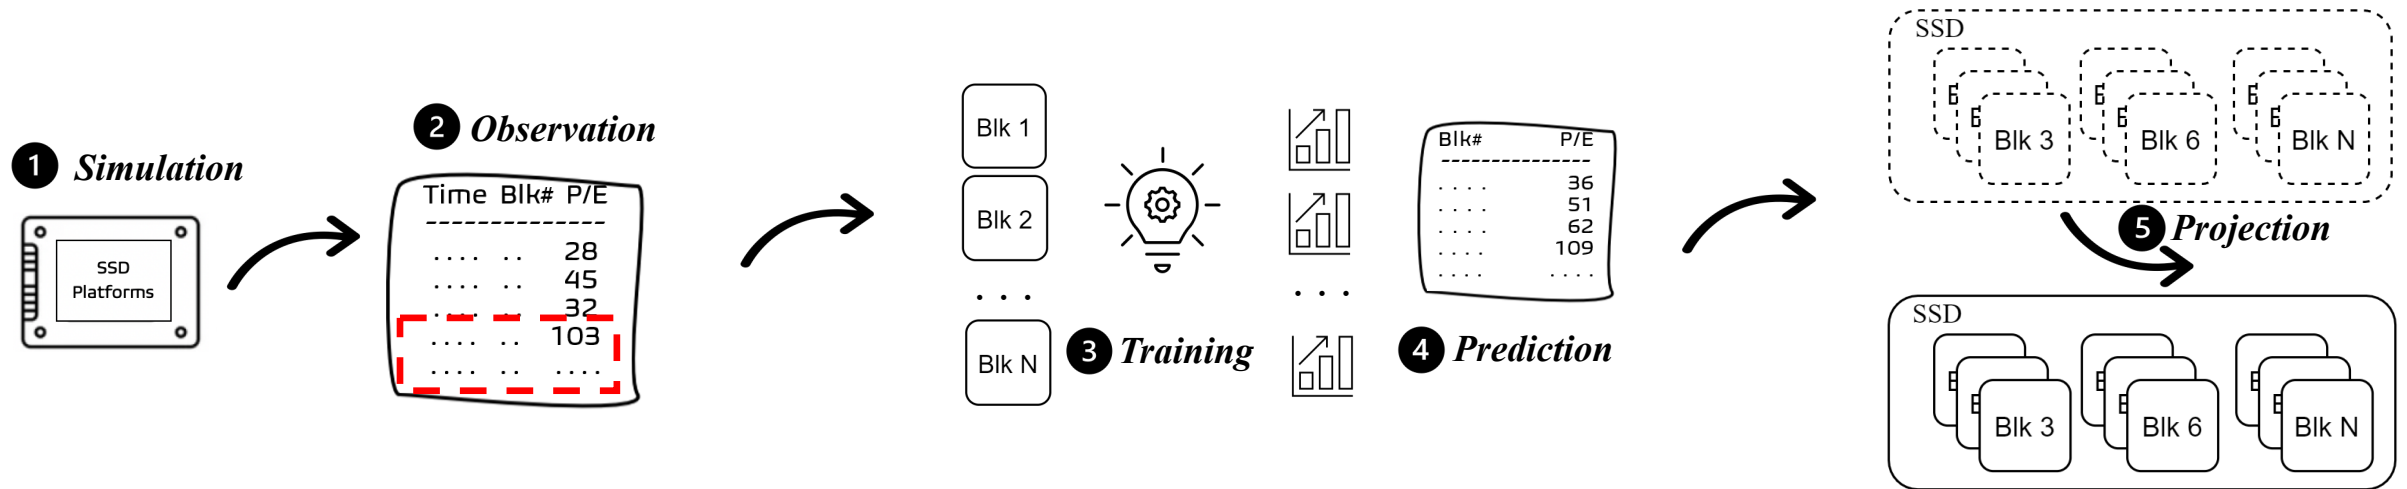 1 Simulation
SSD
Platforms
2 Observation
Time Blk# P/E
--------------
.... .. 28
.... .. 45
.... .. 32
.... .. 103
.... .. ....
Blk 1
Blk 2
...
Blk N
3 Training
...
Blk# P/E
---------------
.... 36
.... 51
.... 62
.... 109
.... ....
4 Prediction
SSD
Blk 3 Blk 6 Blk N
5 Projection
SSD
Blk 3 Blk 6 Blk N